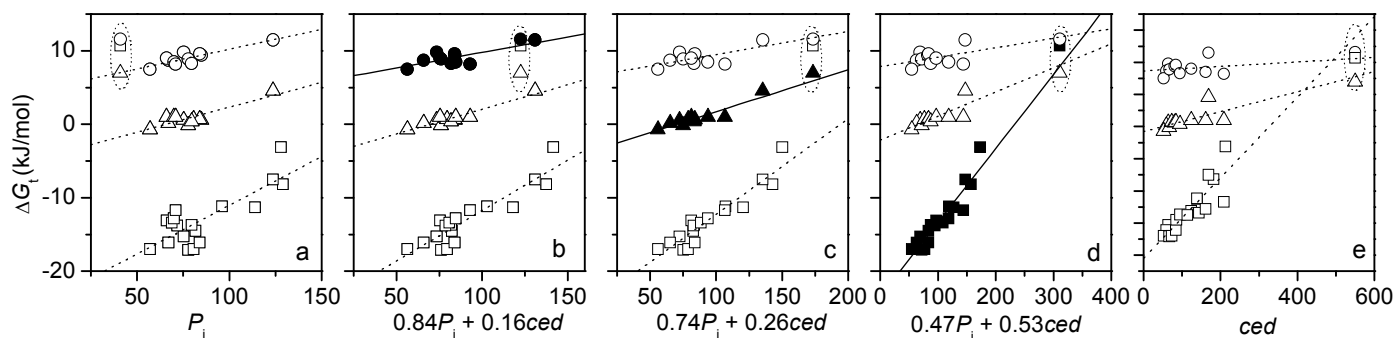 ΔG_t (kJ/mol)
10
0
-10
-20
a
b
c
d
e
50 100 150
50 100 150
50 100 150 200
0 100 200 300 400
0 200 400 600
P_i
0.84P_i + 0.16ced
0.74P_i + 0.26ced
0.47P_i + 0.53ced
ced